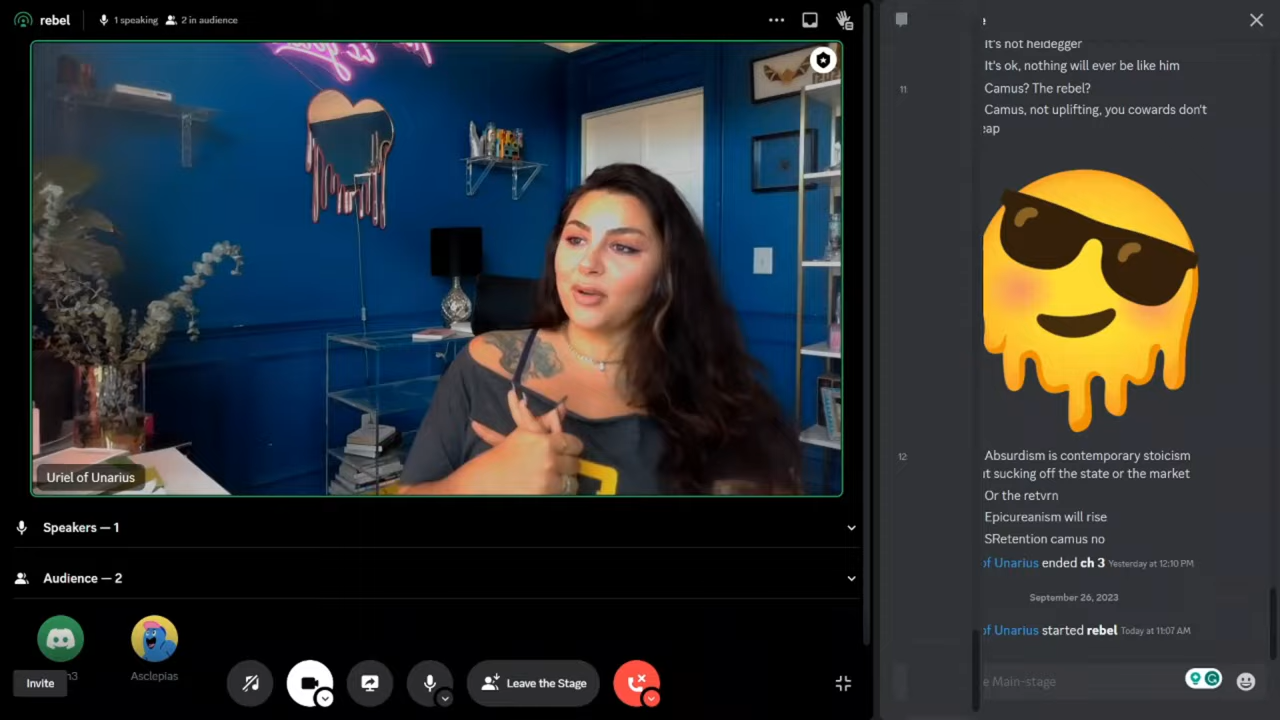 rebel
1 speaking
2 in audience
It's not heidegger
It's ok, nothing will ever be like him
11
Camus? The rebel?
Camus, not uplifting, you cowards don't
eap
Uriel of Unarius
12
Absurdism is contemporary stoicism
ut sucking off the state or the market
Or the retvrn
Epicureanism will rise
SRetention camus no
of Unarius ended ch 3 Yesterday at 12:10 PM
September 26, 2023
of Unarius started rebel Today at 11:07 AM
Speakers — 1
Audience — 2
Asclepias
Invite
Leave the Stage
e Main-stage